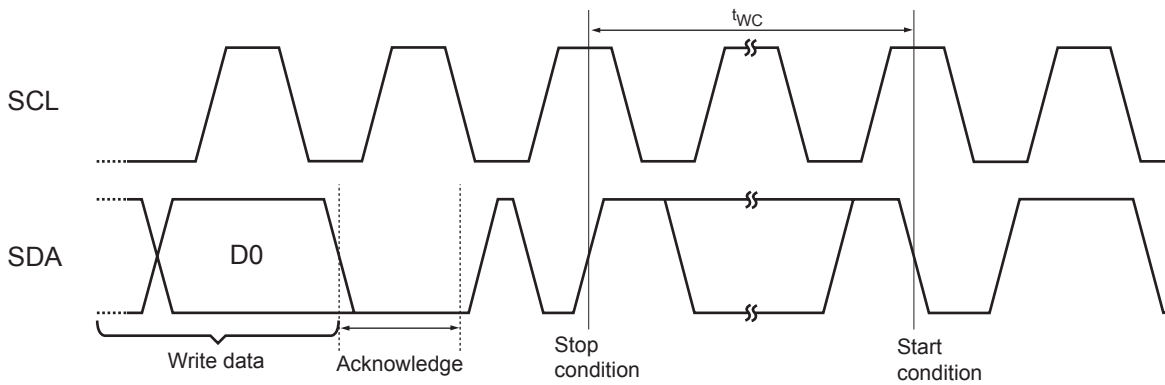 tWC
SCL
SDA
D0
Write data
Acknowledge
Stop
condition
Start
condition